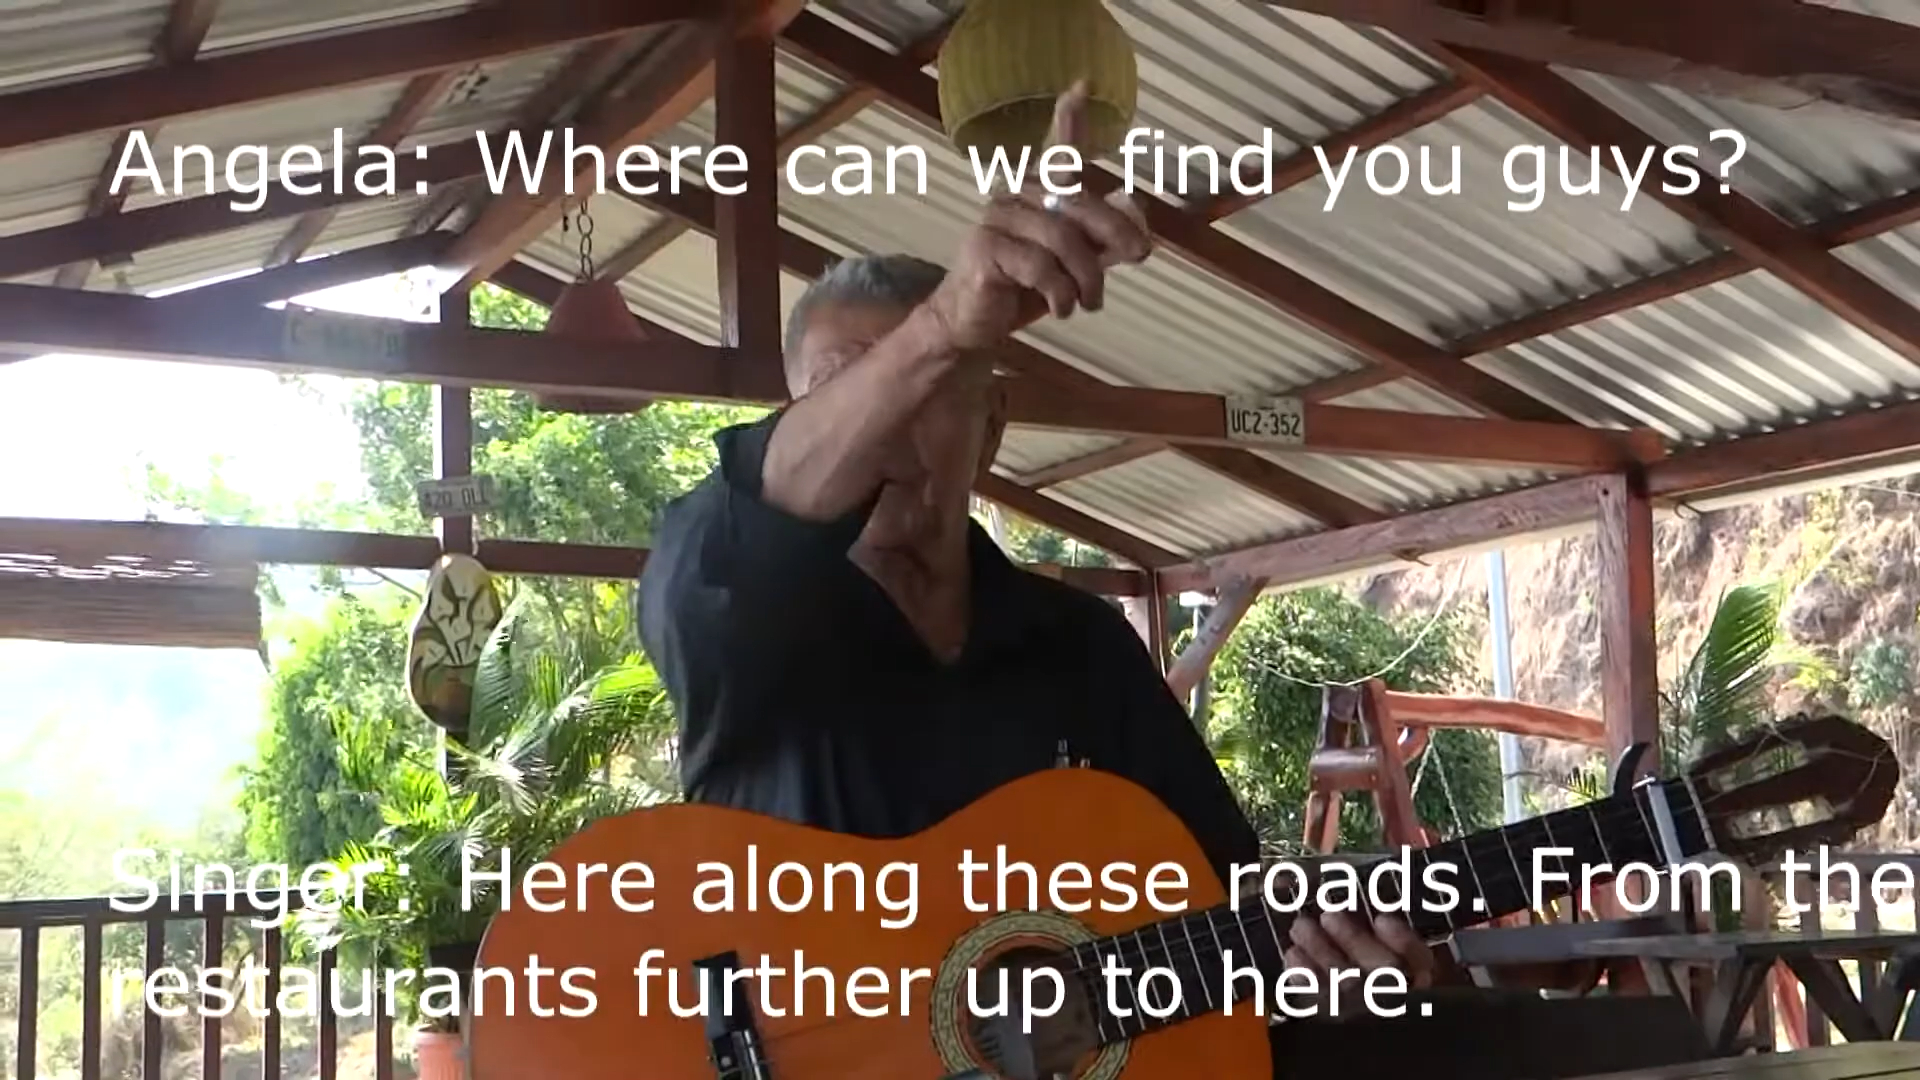 Angela: Where can we find you guys?
UC2-352
Singer: Here along these roads. From the
restaurants further up to here.